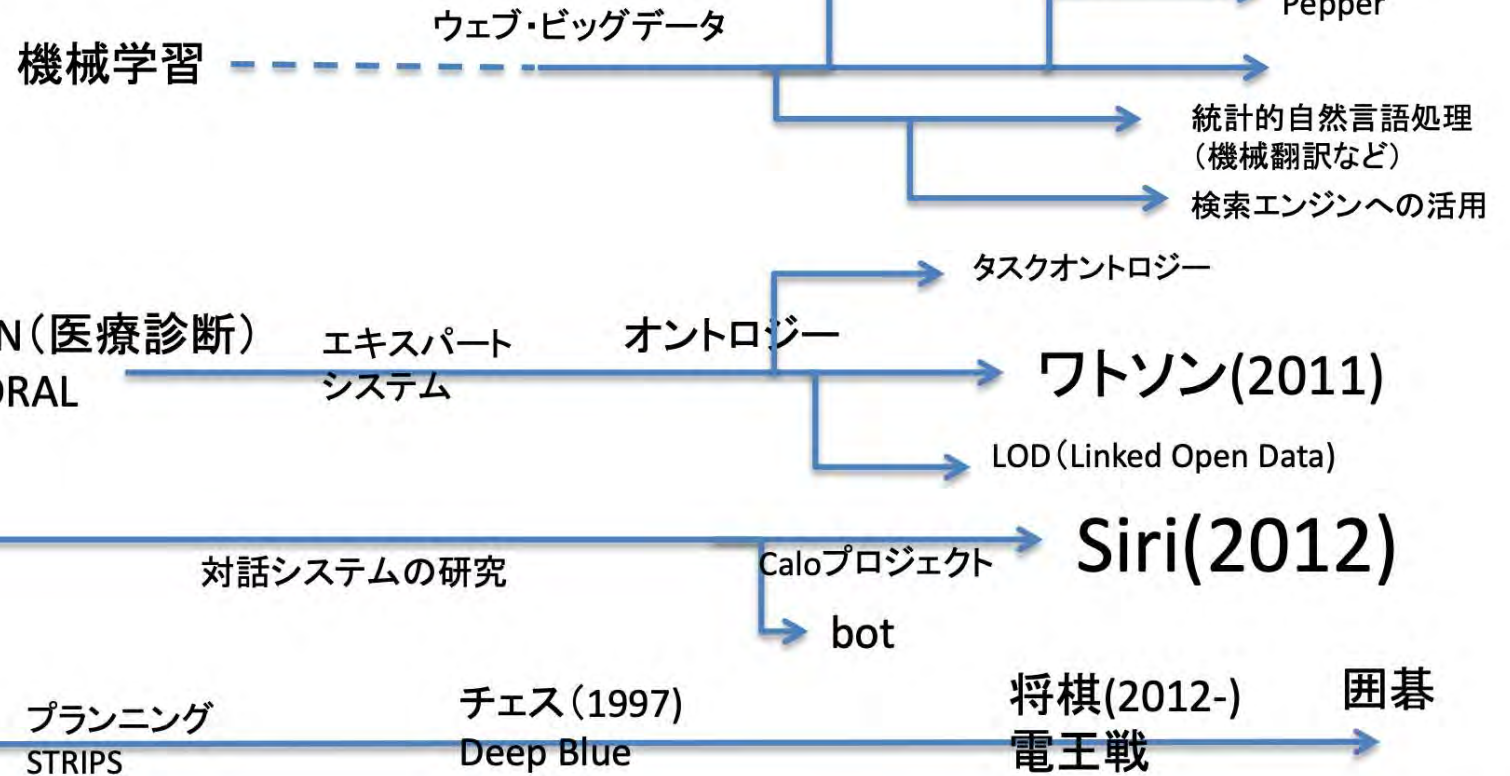 Pepper
ウェブ・ビッグデータ
機械学習
統計的自然言語処理
（機械翻訳など）
検索エンジンへの活用
タスクオントロジー
N（医療診断）
エキスパート
システム
オントロジー
ワトソン(2011)
RAL
LOD（Linked Open Data)
Siri(2012)
対話システムの研究
Caloプロジェクト
bot
プランニング
STRIPS
チェス（1997)
Deep Blue
将棋(2012-)
電王戦
囲碁